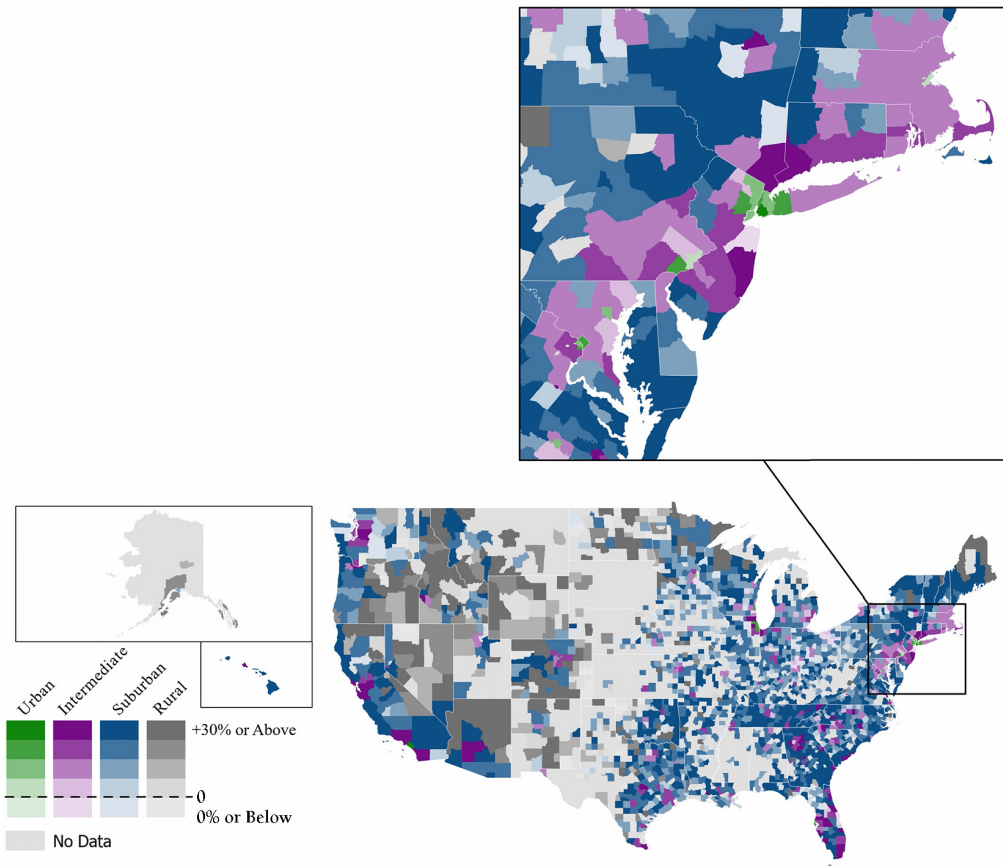 Urban
Intermediate
Suburban
Rural
+30% or Above
0
0% or Below
No Data